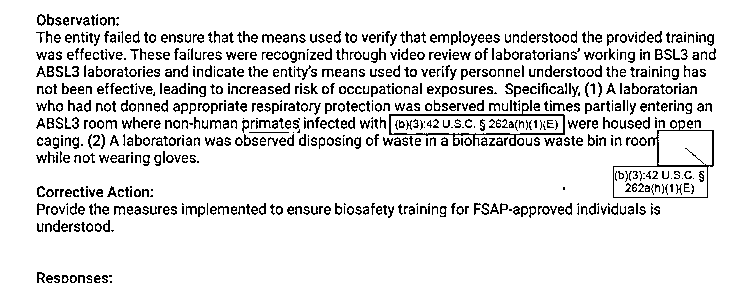 Observation:
The entity failed to ensure that the means used to verify that employees understood the provided training
was effective. These failures were recognized through video review of laboratorians' working in BSL3 and
ABSL3 laboratories and indicate the entity's means used to verify personnel understood the training has
not been effective, leading to increased risk of occupational exposures. Specifically, (1) A laboratorian
who had not donned appropriate respiratory protection was observed multiple times partially entering an
ABSL3 room where non-human primates infected with (b)(3):42 U.S.C. § 262a(h)(1)(E) were housed in open
caging. (2) A laboratorian was observed disposing of waste in a biohazardous waste bin in room
while not wearing gloves.
(b)(3):42 U.S.C. §
262a(h)(1)(E)
Corrective Action:
Provide the measures implemented to ensure biosafety training for FSAP-approved individuals is
understood.
Responses: